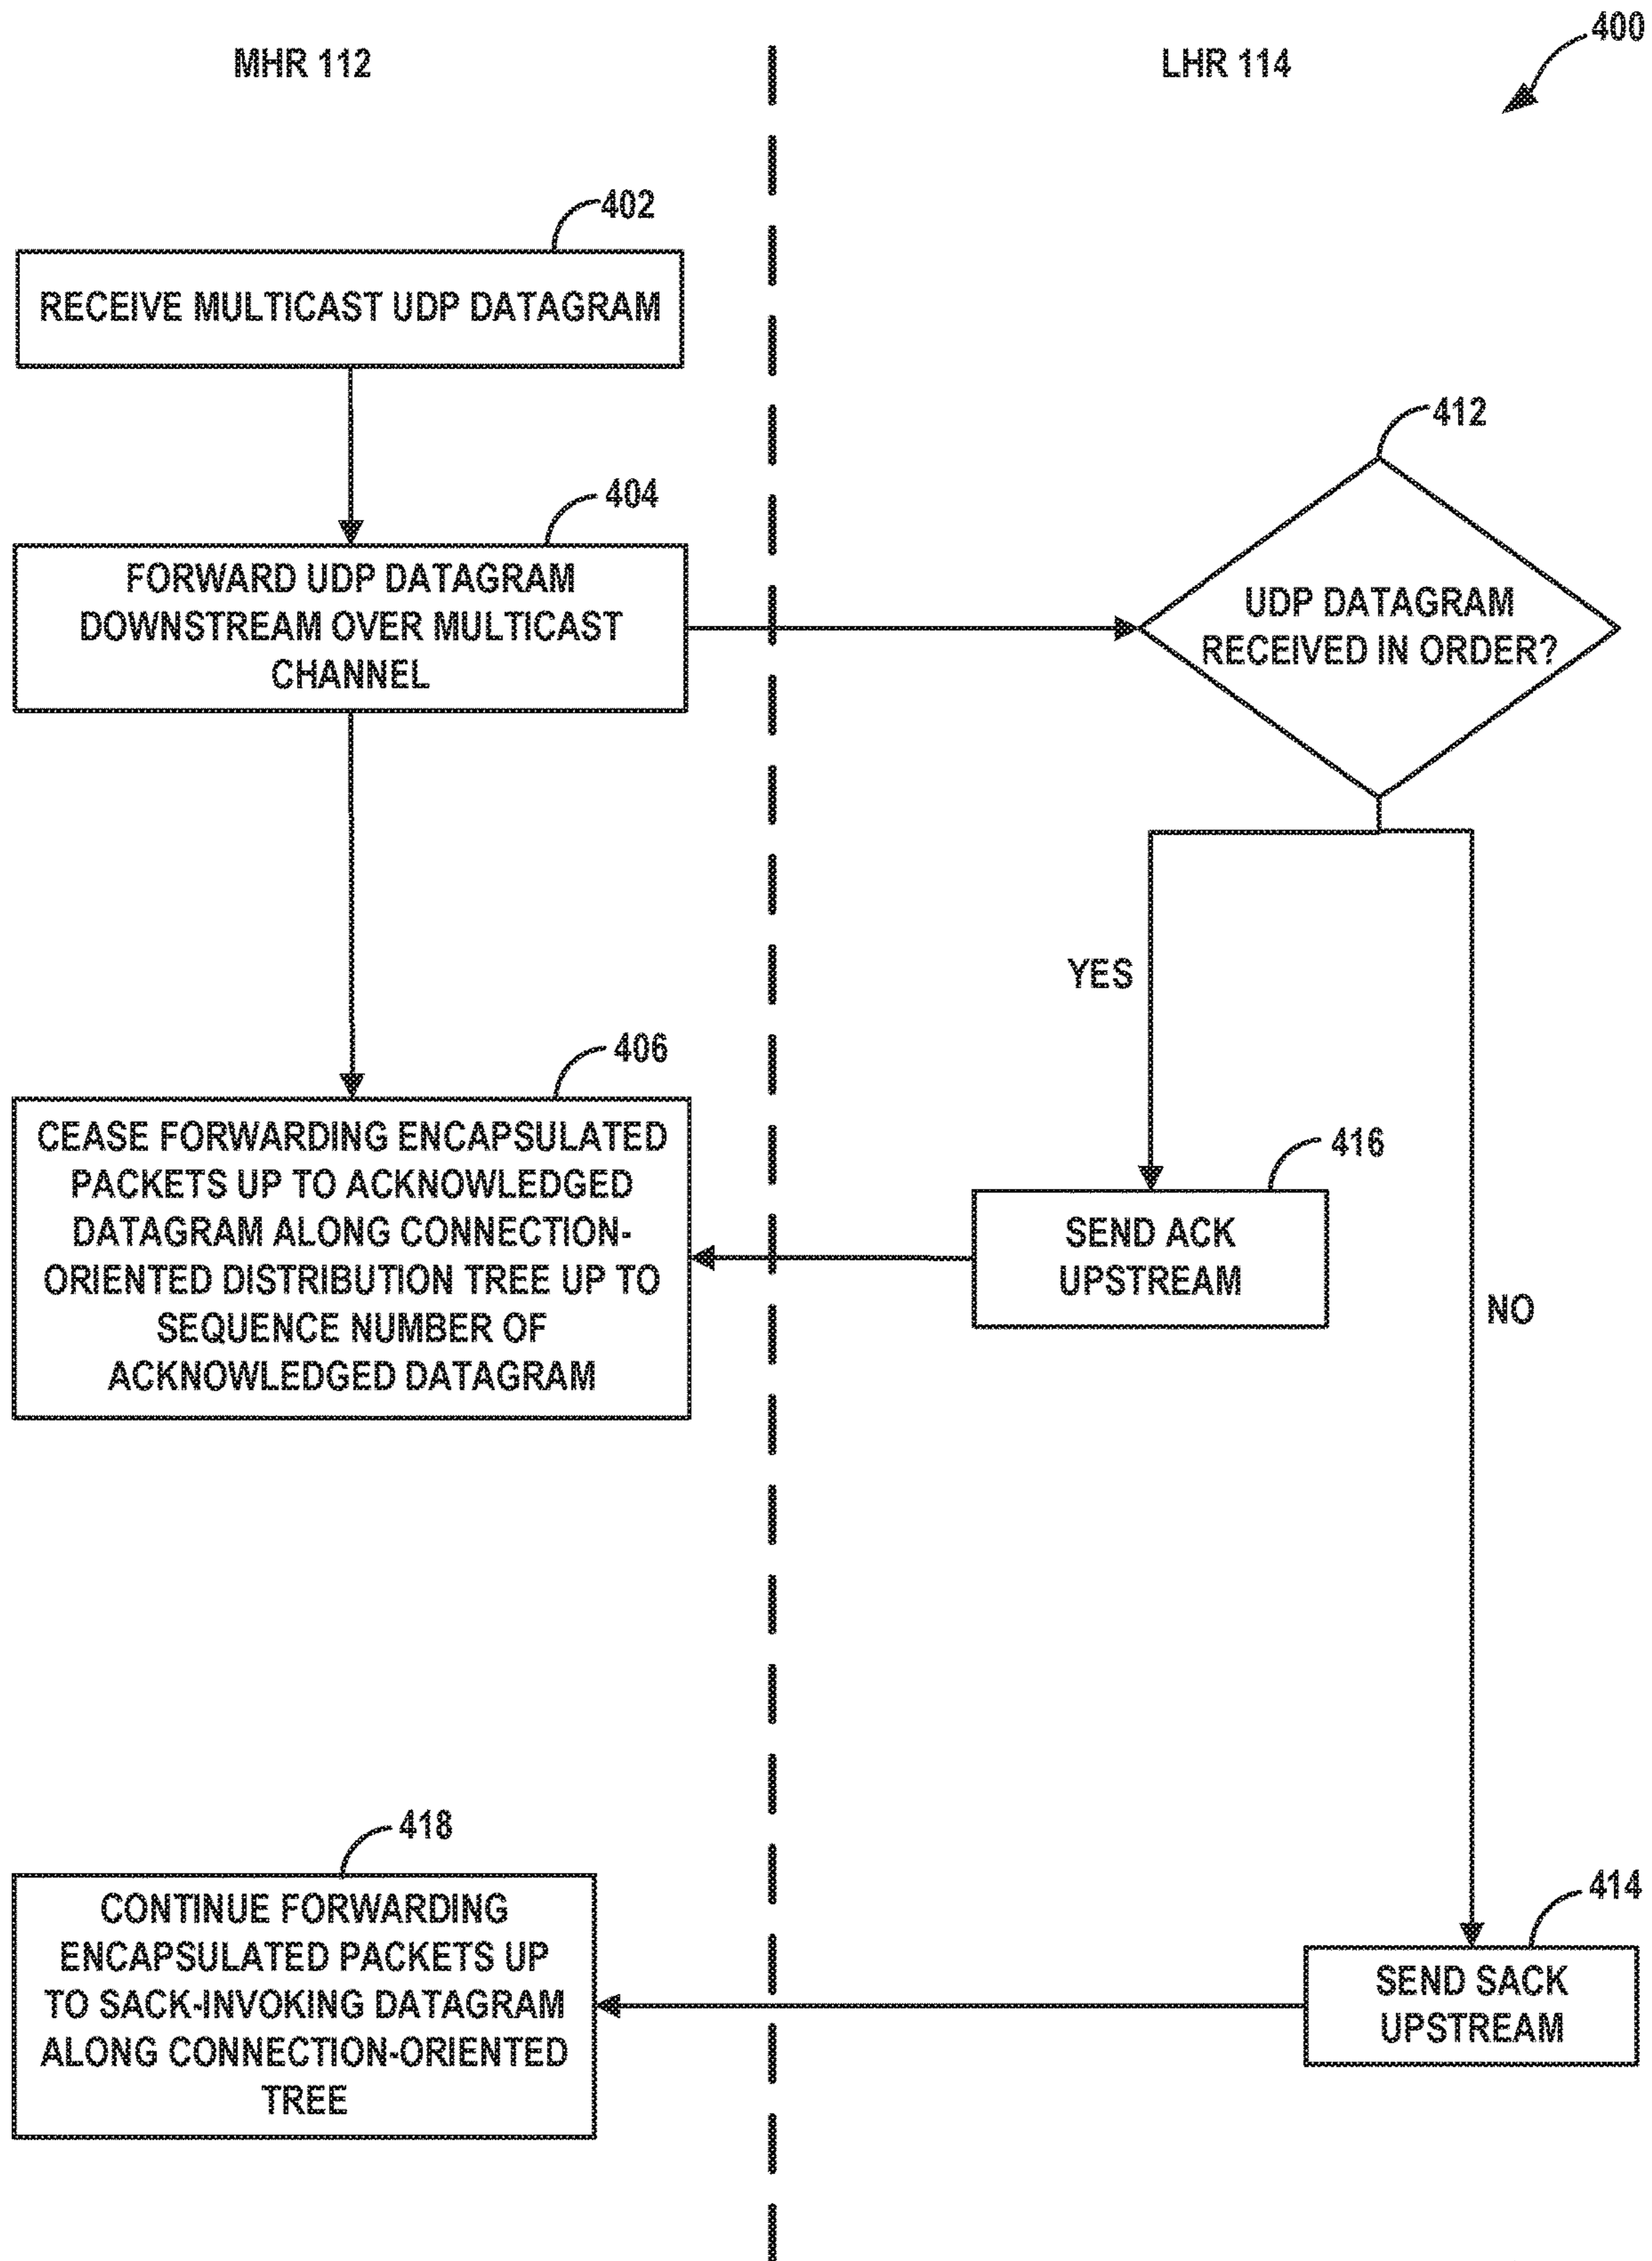 400
MHR 112
LHR 114
402
RECEIVE MULTICAST UDP DATAGRAM
412
404
FORWARD UDP DATAGRAM
DOWNSTREAM OVER MULTICAST
CHANNEL
UDP DATAGRAM
RECEIVED IN ORDER?
YES
406
CEASE FORWARDING ENCAPSULATED
PACKETS UP TO ACKNOWLEDGED
DATAGRAM ALONG CONNECTION-
ORIENTED DISTRIBUTION TREE UP TO
SEQUENCE NUMBER OF
ACKNOWLEDGED DATAGRAM
416
SEND ACK
UPSTREAM
NO
418
CONTINUE FORWARDING
ENCAPSULATED PACKETS UP
TO SACK-INVOKING DATAGRAM
ALONG CONNECTION-ORIENTED
TREE
414
SEND SACK
UPSTREAM